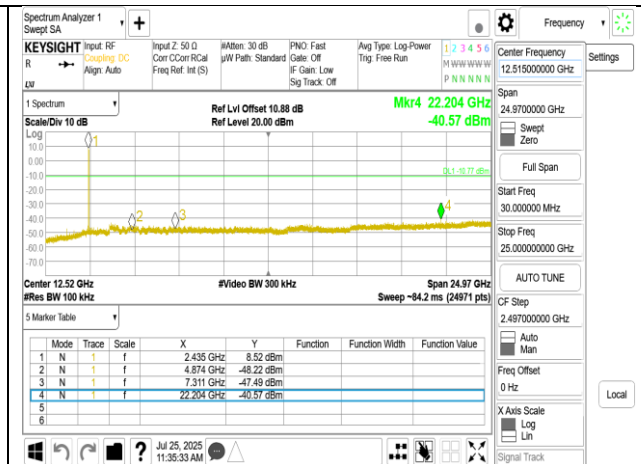 Spectrum Analyzer 1
Swept SA
Frequency
KEYSIGHT
R
LXI
Input: RF
Coupling: DC
Align: Auto
Input Z: 50 Ω
Corr CCorr RCal
Freq Ref: Int (S)
#Atten: 30 dB
µW Path: Standard
PNO: Fast
Gate: Off
IF Gain: Low
Sig Track: Off
Avg Type: Log-Power
Trig: Free Run
1 2 3 4 5 6
M W W W W W
P N N N N N
Center Frequency
12.515000000 GHz
Settings
1 Spectrum
Scale/Div 10 dB
Ref Lvl Offset 10.88 dB
Ref Level 20.00 dBm
Mkr4 22.204 GHz
-40.57 dBm
Log
10.0
0.00
-10.0
-20.0
-30.0
-40.0
-50.0
-60.0
-70.0
1
2
3
4
DL1 -10.77 dBm
Center 12.52 GHz
#Res BW 100 kHz
#Video BW 300 kHz
Span 24.97 GHz
Sweep ~84.2 ms (24971 pts)
Span
24.9700000 GHz
Swept
Zero
Full Span
Start Freq
30.000000 MHz
Stop Freq
25.000000000 GHz
AUTO TUNE
CF Step
2.497000000 GHz
Auto
Man
Freq Offset
0 Hz
X Axis Scale
Log
Lin
Signal Track
Local
5 Marker Table
Mode Trace Scale X Y Function Function Width Function Value
1 N 1 f 2.435 GHz 8.52 dBm
2 N 1 f 4.874 GHz -48.22 dBm
3 N 1 f 7.311 GHz -47.49 dBm
4 N 1 f 22.204 GHz -40.57 dBm
5
6
?
Jul 25, 2025
11:35:33 AM